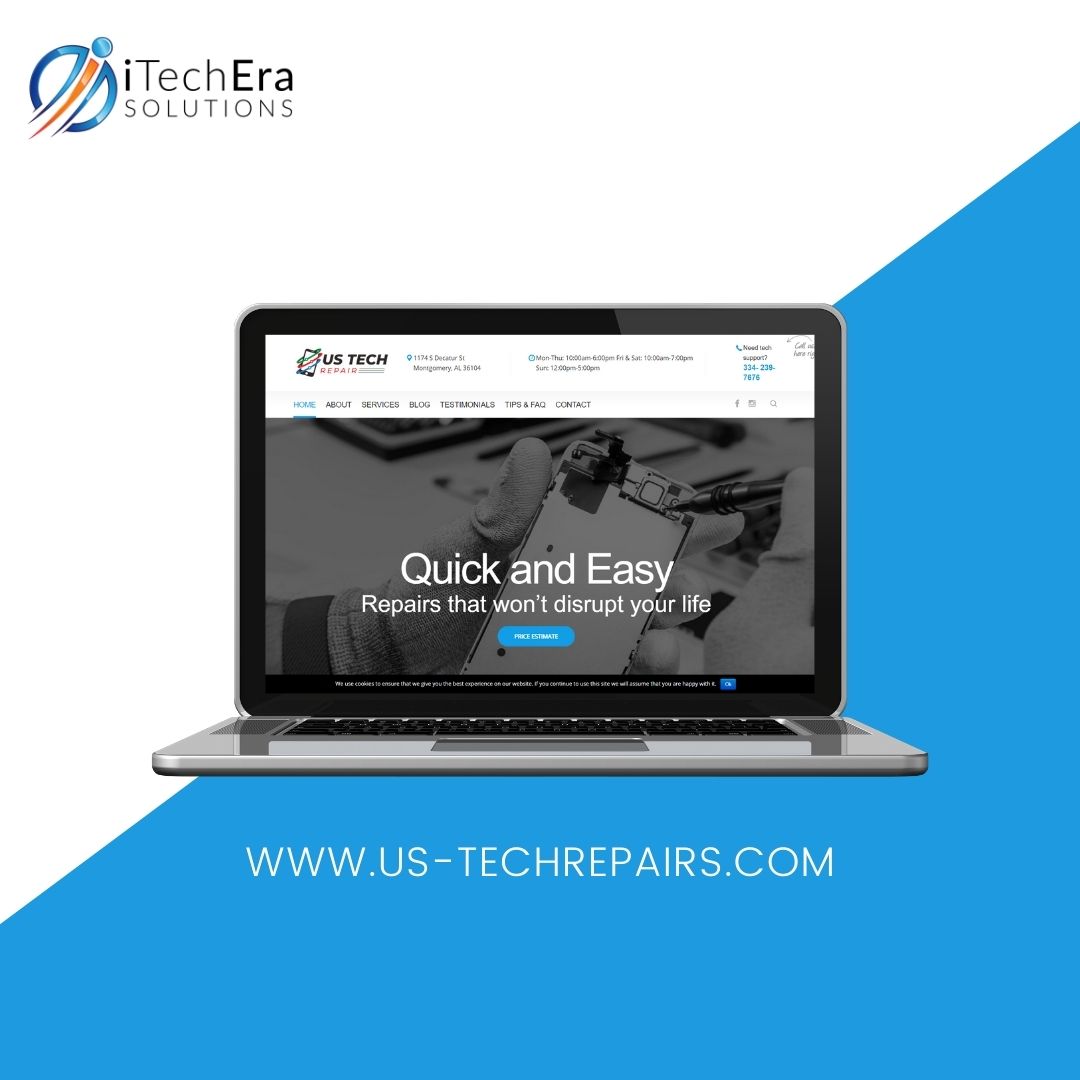 iTechEra
SOLUTIONS
US TECH
REPAIR
1174 S Decatur St
Montgomery, AL 36104
Mon-Thu: 10:00am-6:00pm Fri & Sat: 10:00am-7:00pm
Sun: 12:00pm-5:00pm
Need tech
support?
334- 239-
7676
Call us
here
HOME ABOUT SERVICES BLOG TESTIMONIALS TIPS & FAQ CONTACT
Quick and Easy
Repairs that won't disrupt your life
PRICE ESTIMATE
We use cookies to ensure that we give you the best experience on our website. If you continue to use this site we will assume that you are happy with it. Ok
WWW.US-TECHREPAIRS.COM